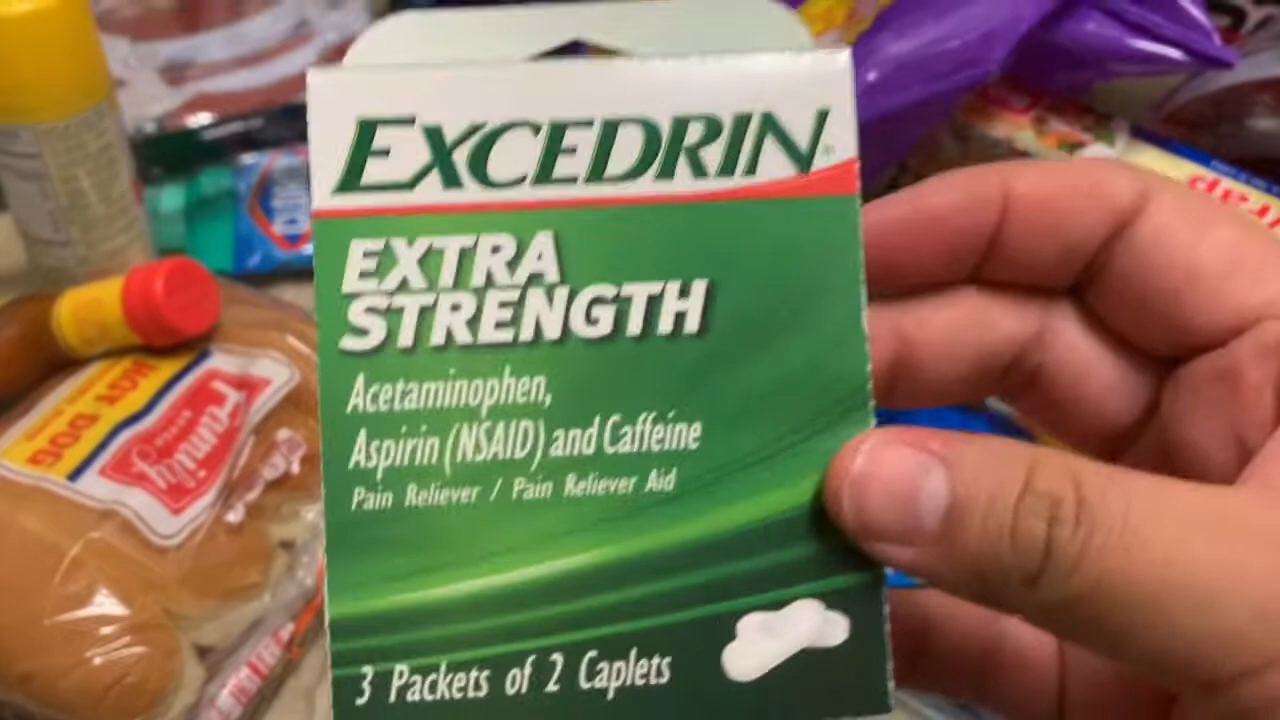 EXCEDRIN
EXTRA
STRENGTH
Acetaminophen,
Aspirin (NSAID) and Caffeine
Pain Reliever / Pain Reliever Aid
3 Packets of 2 Caplets
HOT DOG
Family